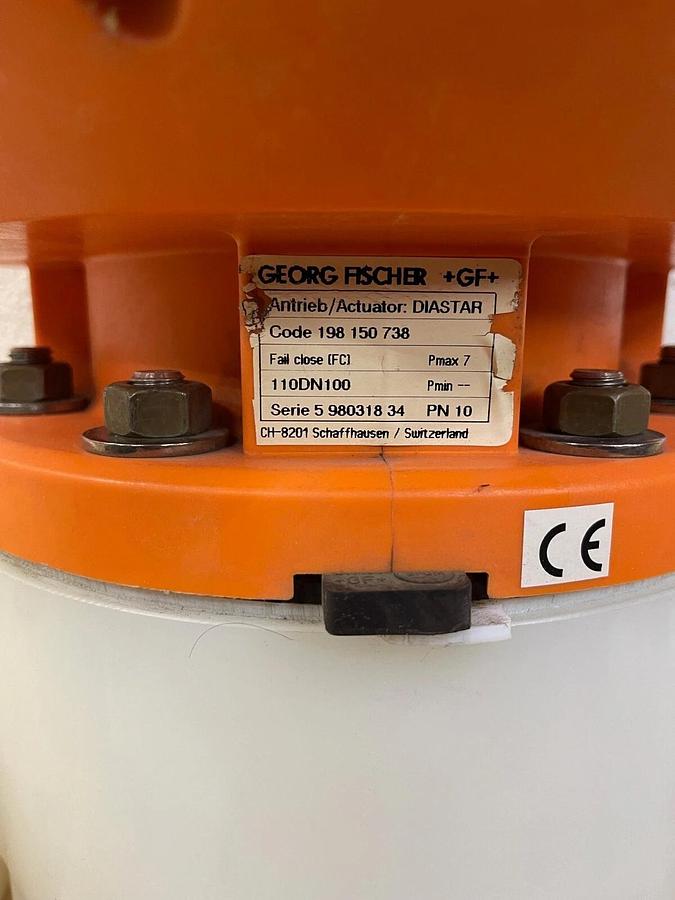 GEORG FISCHER +GF+
Antrieb/Actuator: DIASTAR
Code 198 150 738
Fail close (FC) Pmax 7
110DN100 Pmin --
Serie 5 980318 34 PN 10
CH-8201 Schaffhausen / Switzerland
CE
+GF+